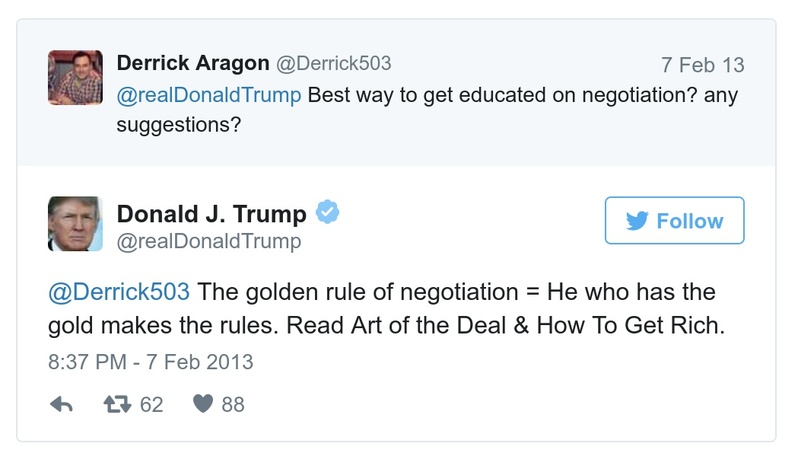 Derrick Aragon @Derrick503 7 Feb 13
@realDonaldTrump Best way to get educated on negotiation? any
suggestions?
Donald J. Trump
Follow
@realDonaldTrump
@Derrick503 The golden rule of negotiation = He who has the
gold makes the rules. Read Art of the Deal & How To Get Rich.
8:37 PM - 7 Feb 2013
62 88